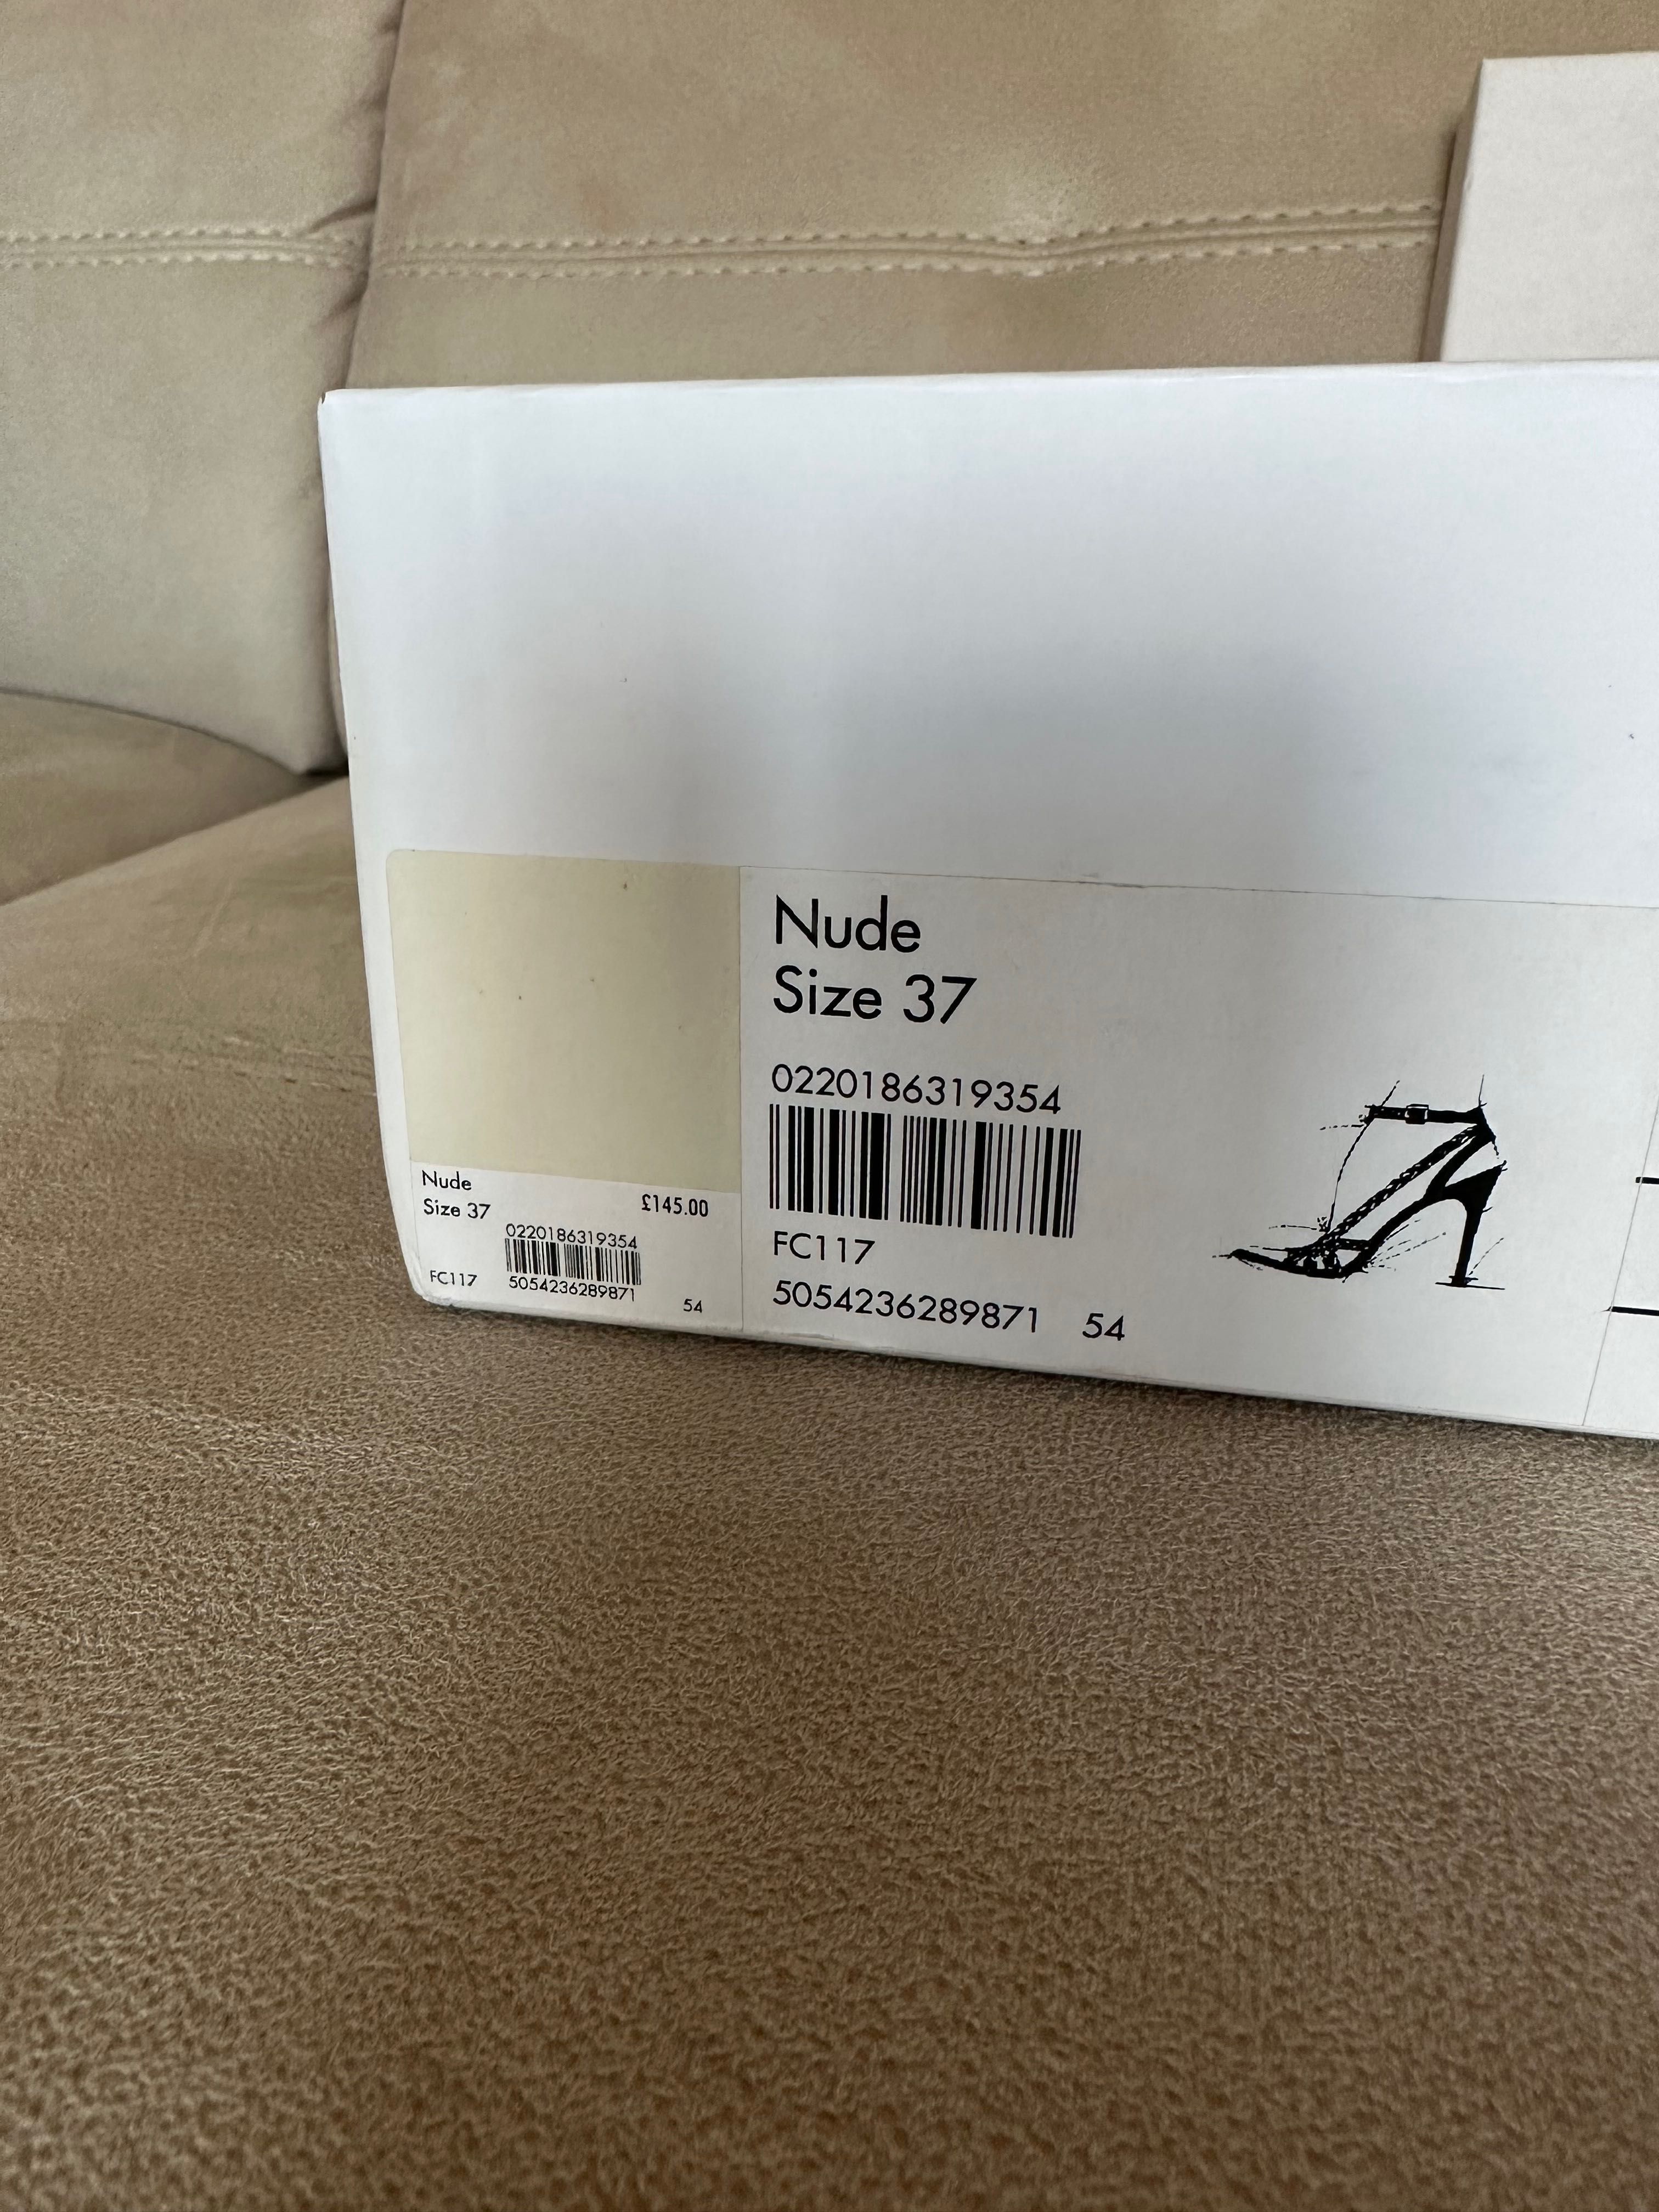 Nude
Size 37
£145.00
0220186319354
FC117
5054236289871
54
Nude
Size 37
0220186319354
FC117
5054236289871 54